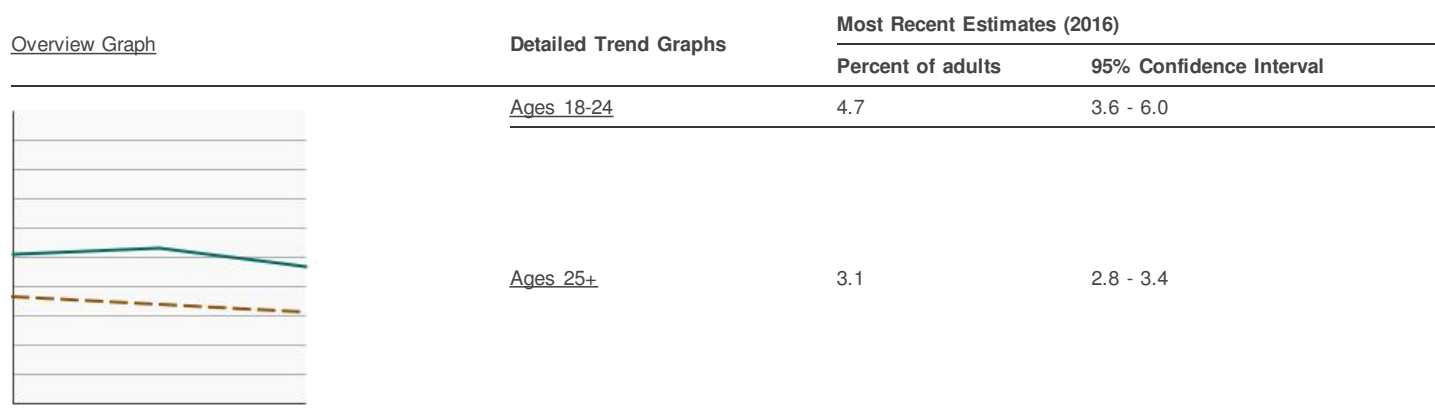 Overview Graph
Detailed Trend Graphs
Most Recent Estimates (2016)
Percent of adults
95% Confidence Interval
Ages 18-24
4.7
3.6 - 6.0
Ages 25+
3.1
2.8 - 3.4